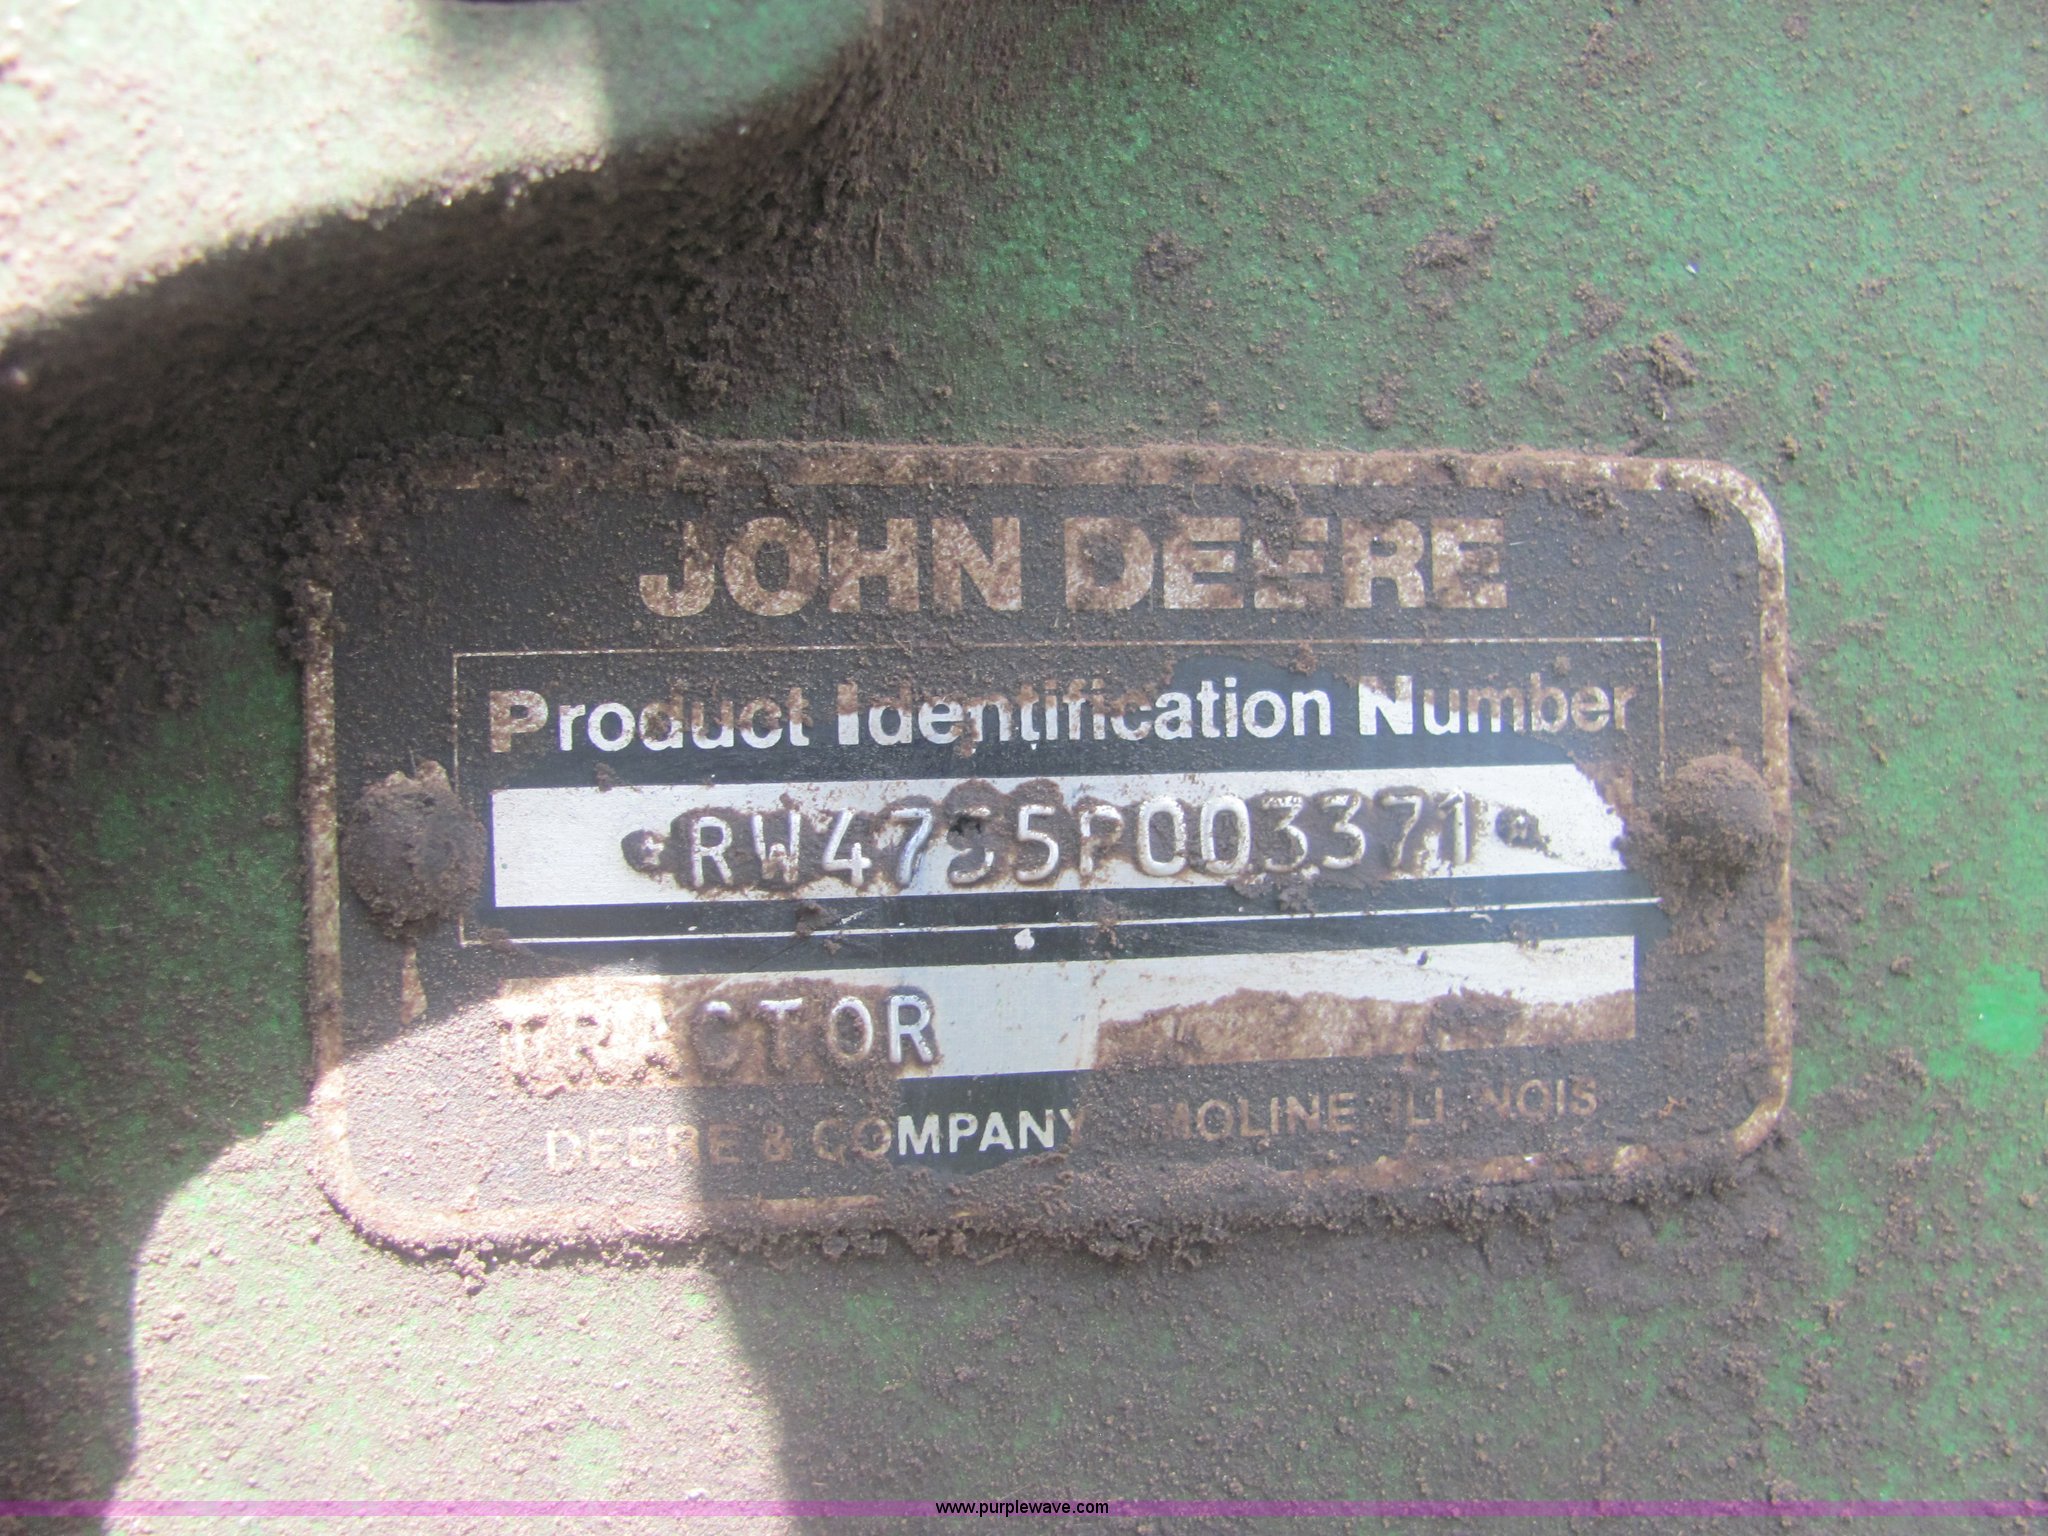 JOHN DEERE
Product Identification Number
*RW4755P003371*
TRACTOR
DEERE & COMPANY MOLINE ILLINOIS
www.purplewave.com